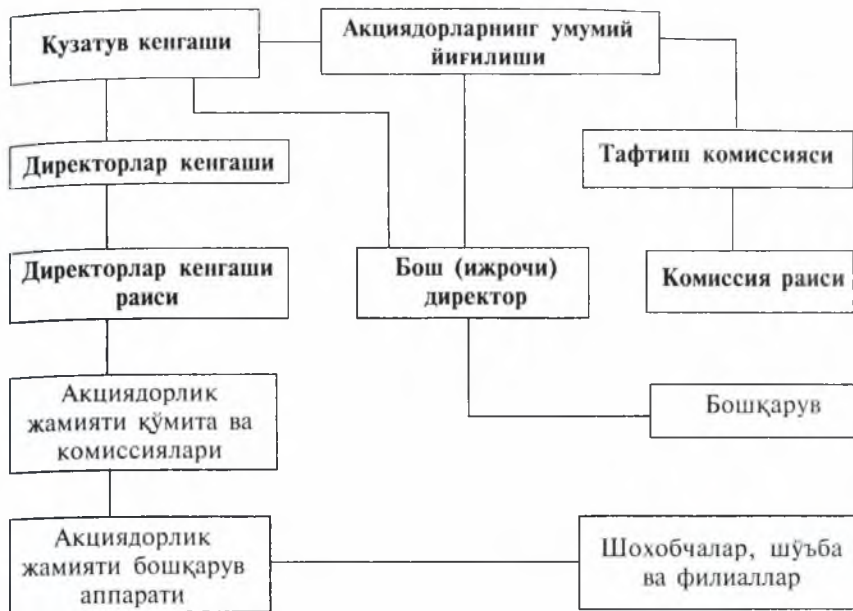 Кузатув кенгаши
Акциядорларнинг умумий
йиғилиши
Директорлар кенгаши
Тафтиш комиссияси
Директорлар кенгаши
раиси
Бош (ижрочи)
директор
Комиссия раиси
Акциядорлик
жамияти қўмита ва
комиссиялари
Бошқарув
Акциядорлик
жамияти бошқарув
аппарати
Шохобчалар, шўъба
ва филиаллар